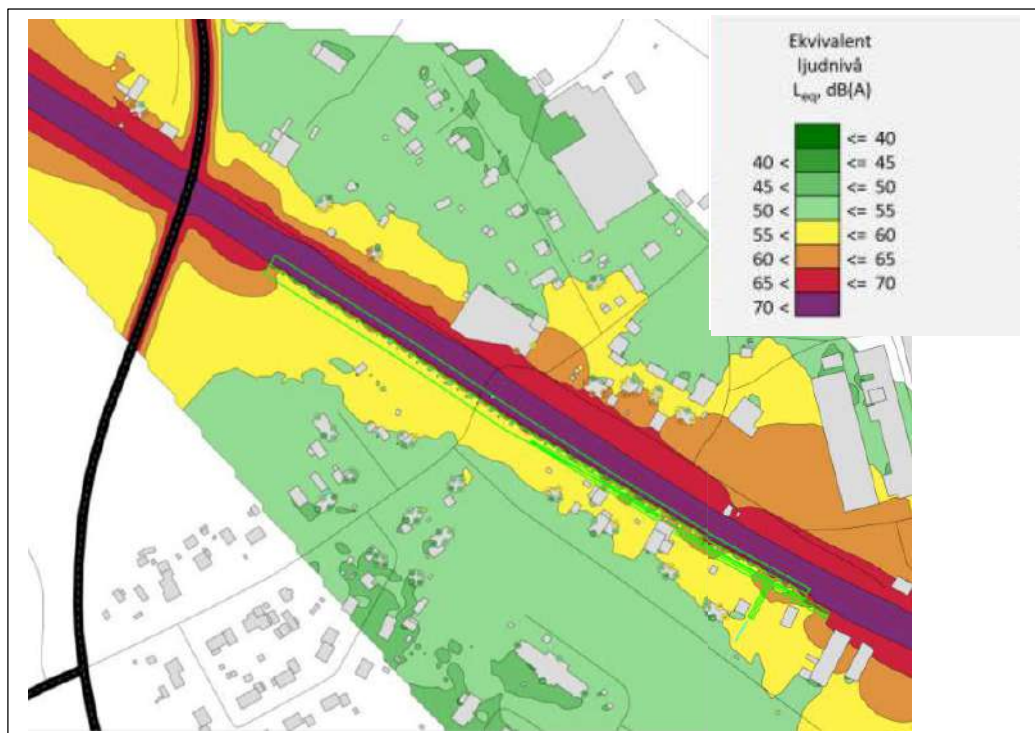 Ekvivalent
ljudnivå
Leq, dB(A)
<= 40
40 < <= 45
45 < <= 50
50 < <= 55
55 < <= 60
60 < <= 65
65 < <= 70
70 <